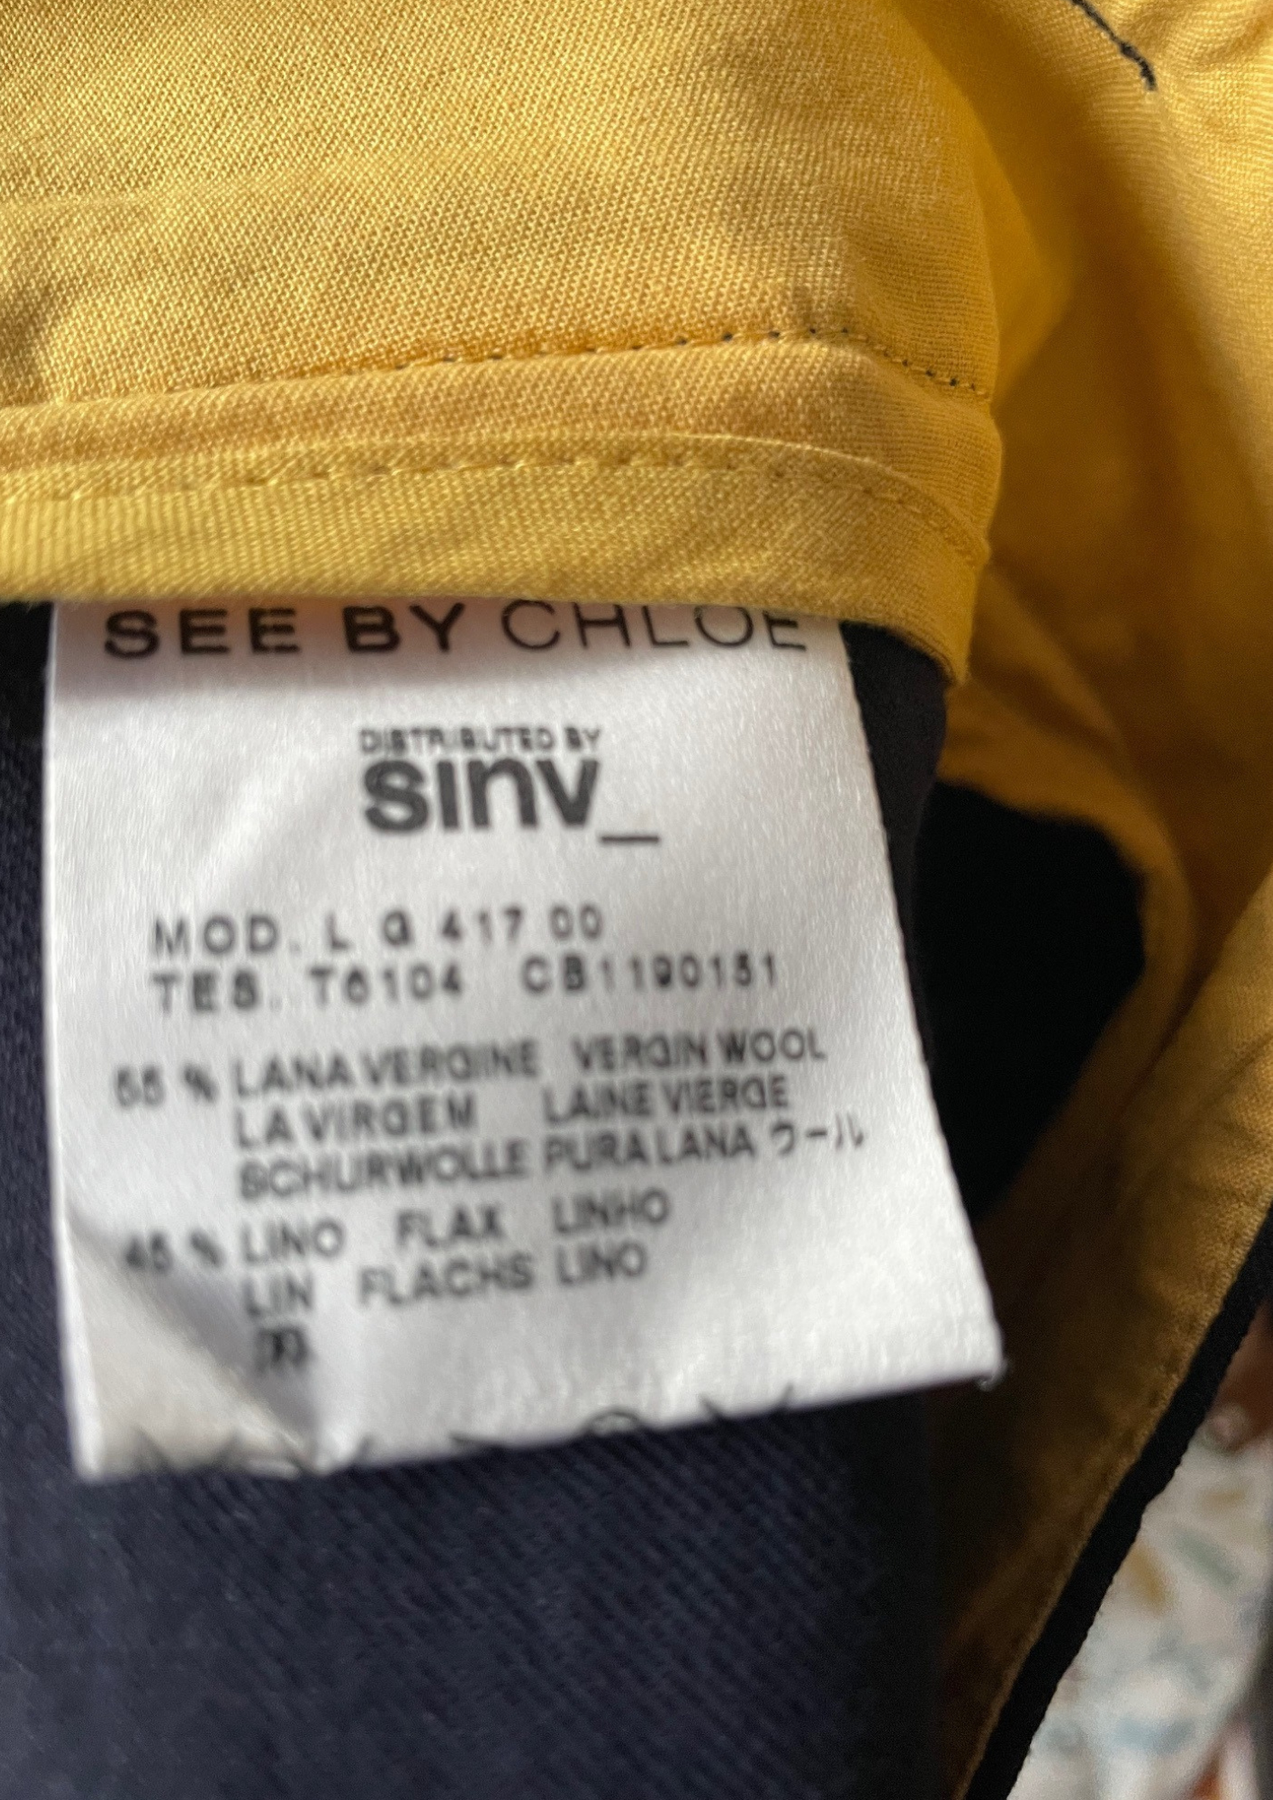 SEE BY CHLOE
DISTRIBUTED BY
sinv_
MOD. L G 417 00
TES. T6104 CB1190151
55 % LANA VERGINE VERGIN WOOL
LA VIRGEM LAINE VIERGE
SCHURWOLLE PURA LANA ウール
45 % LINO FLAX LINHO
LIN FLACHS LINO